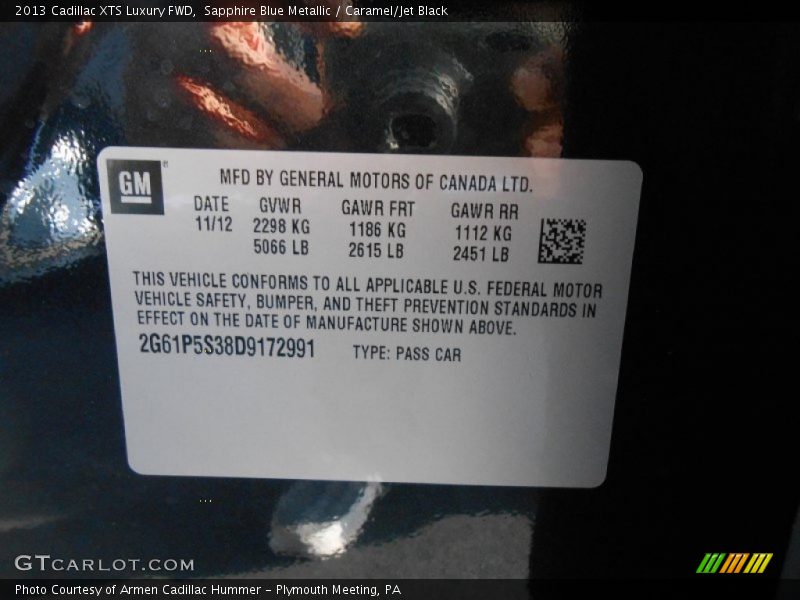 2013 Cadillac XTS Luxury FWD, Sapphire Blue Metallic / Caramel/Jet Black
GM
MFD BY GENERAL MOTORS OF CANADA LTD.
DATE GVWR GAWR FRT GAWR RR
11/12 2298 KG 1186 KG 1112 KG
5066 LB 2615 LB 2451 LB
THIS VEHICLE CONFORMS TO ALL APPLICABLE U.S. FEDERAL MOTOR
VEHICLE SAFETY, BUMPER, AND THEFT PREVENTION STANDARDS IN
EFFECT ON THE DATE OF MANUFACTURE SHOWN ABOVE.
2G61P5S38D9172991 TYPE: PASS CAR
GTCARLOT.COM
Photo Courtesy of Armen Cadillac Hummer - Plymouth Meeting, PA